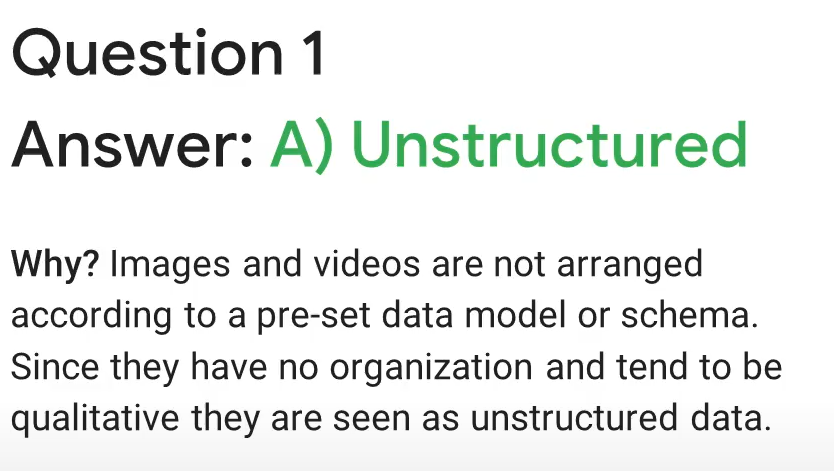 Question 1
Answer: A) Unstructured
Why? Images and videos are not arranged
according to a pre-set data model or schema.
Since they have no organization and tend to be
qualitative they are seen as unstructured data.